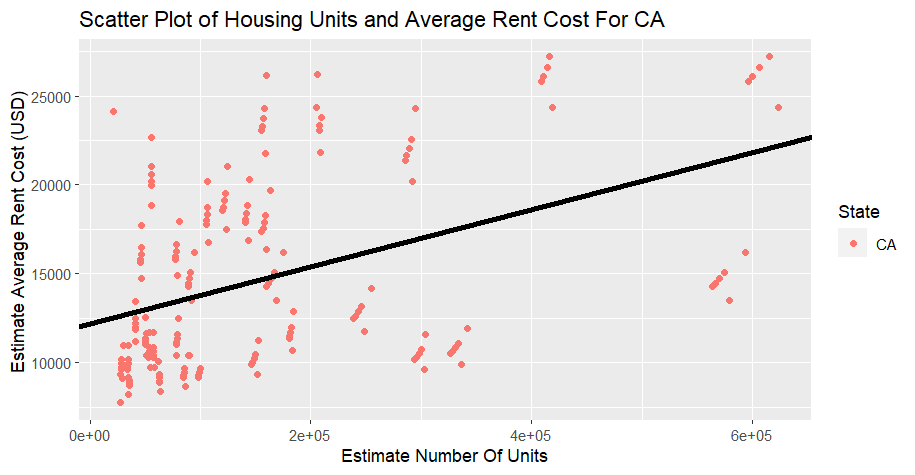 Scatter Plot of Housing Units and Average Rent Cost For CA
Estimate Average Rent Cost (USD)
25000
20000
15000
10000
0e+00
2e+05
4e+05
6e+05
Estimate Number Of Units
State
CA